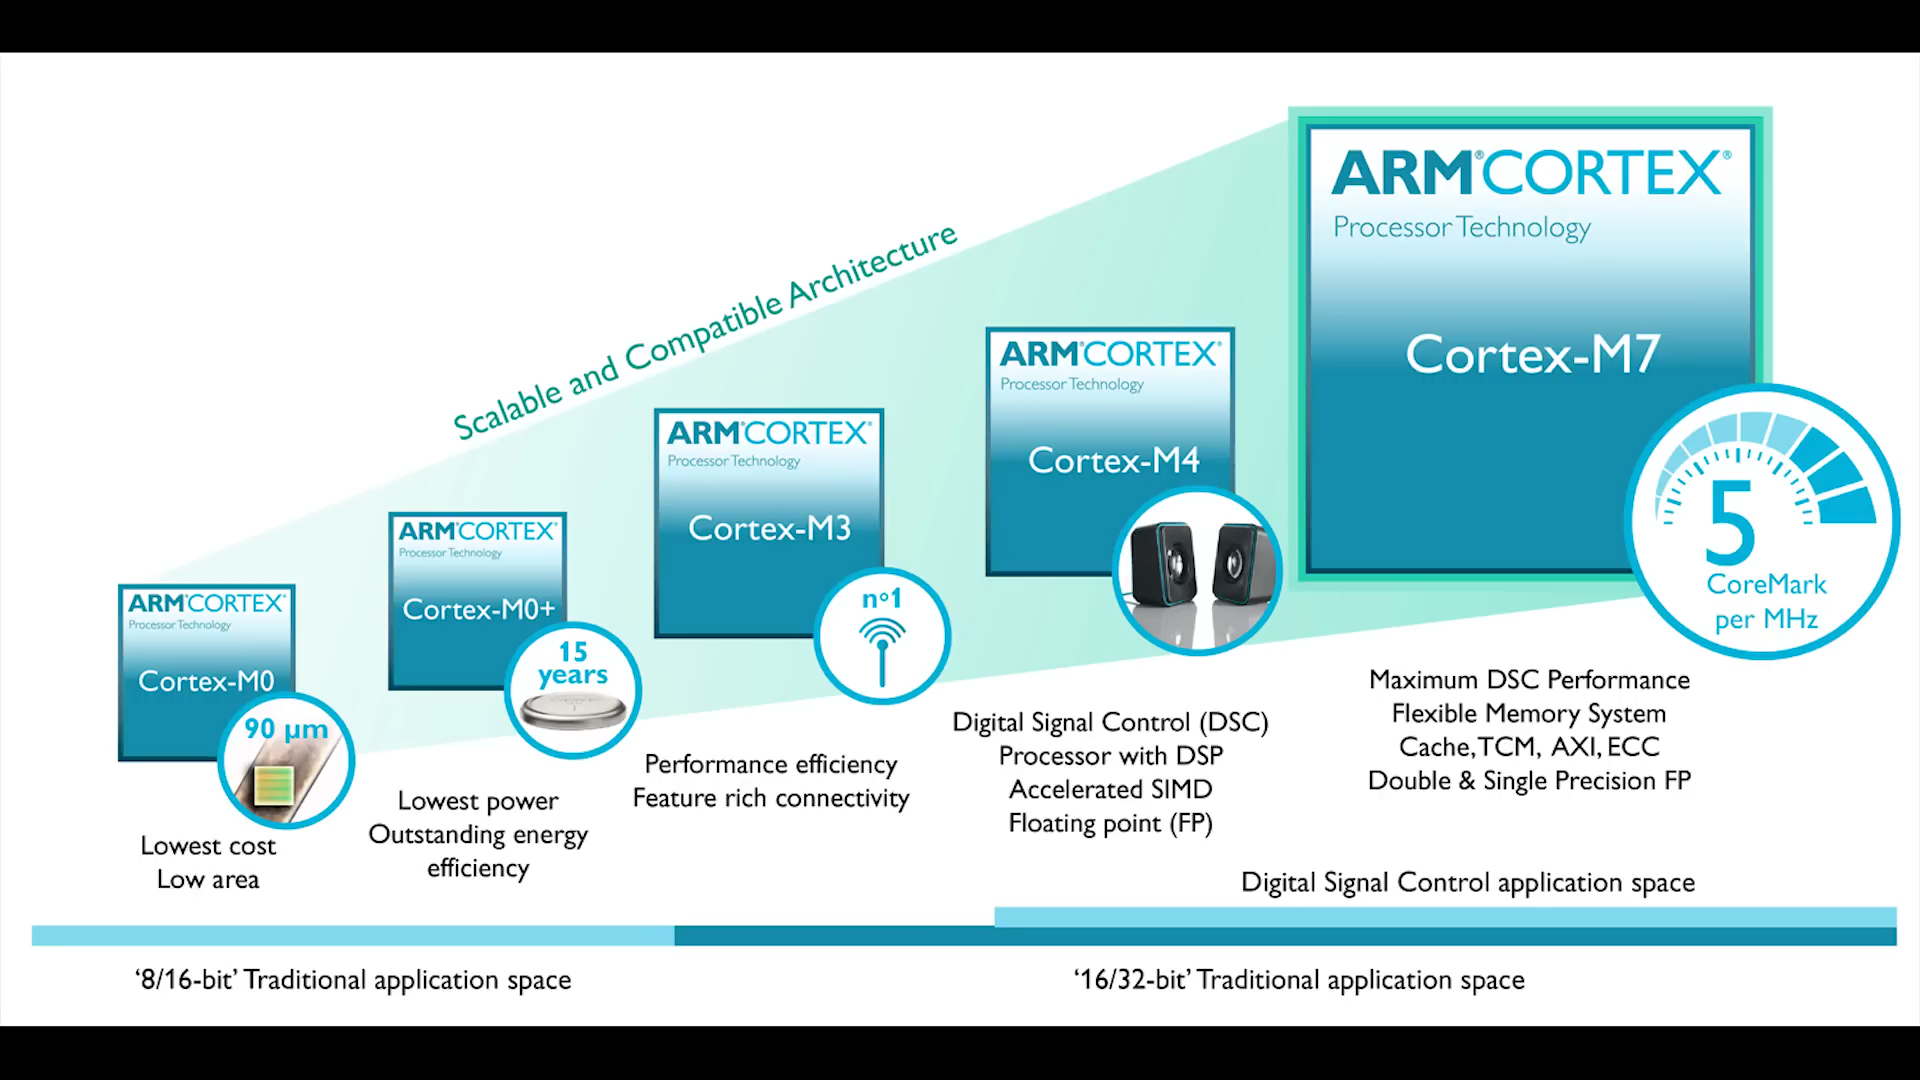 Scalable and Compatible Architecture
ARM®CORTEX®
Processor Technology
Cortex-M0
90 µm
Lowest cost
Low area
ARM®CORTEX®
Processor Technology
Cortex-M0+
15
years
Lowest power
Outstanding energy
efficiency
ARM®CORTEX®
Processor Technology
Cortex-M3
n°1
Performance efficiency
Feature rich connectivity
ARM®CORTEX®
Processor Technology
Cortex-M4
Digital Signal Control (DSC)
Processor with DSP
Accelerated SIMD
Floating point (FP)
ARM®CORTEX®
Processor Technology
Cortex-M7
5
CoreMark
per MHz
Maximum DSC Performance
Flexible Memory System
Cache, TCM, AXI, ECC
Double & Single Precision FP
Digital Signal Control application space
‘8/16-bit’ Traditional application space
‘16/32-bit’ Traditional application space